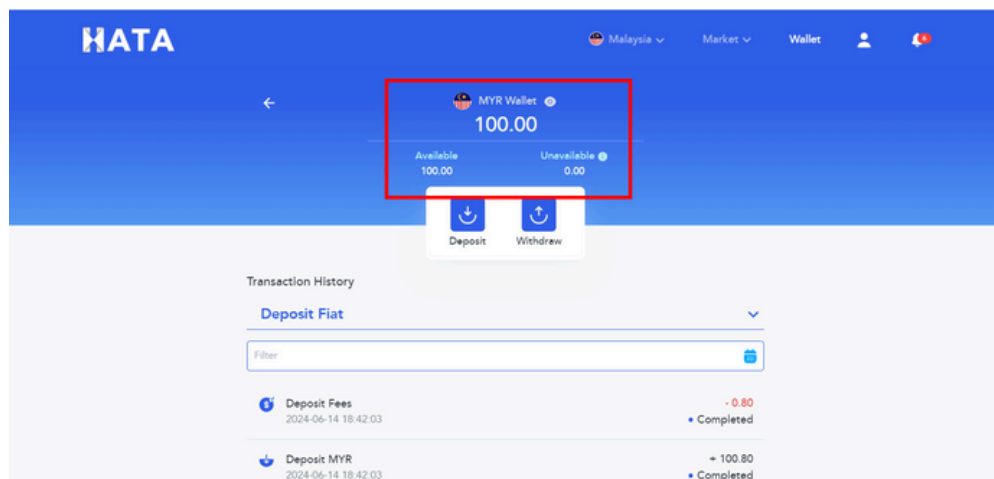 HATA
Malaysia
Market
Wallet
6
MYR Wallet
100.00
Available
Unavailable
100.00
0.00
Deposit
Withdraw
Transaction History
Deposit Fiat
Filter
Deposit Fees
- 0.80
2024-06-14 18:42:03
Completed
Deposit MYR
+ 100.80
2024-06-14 18:42:03
Completed